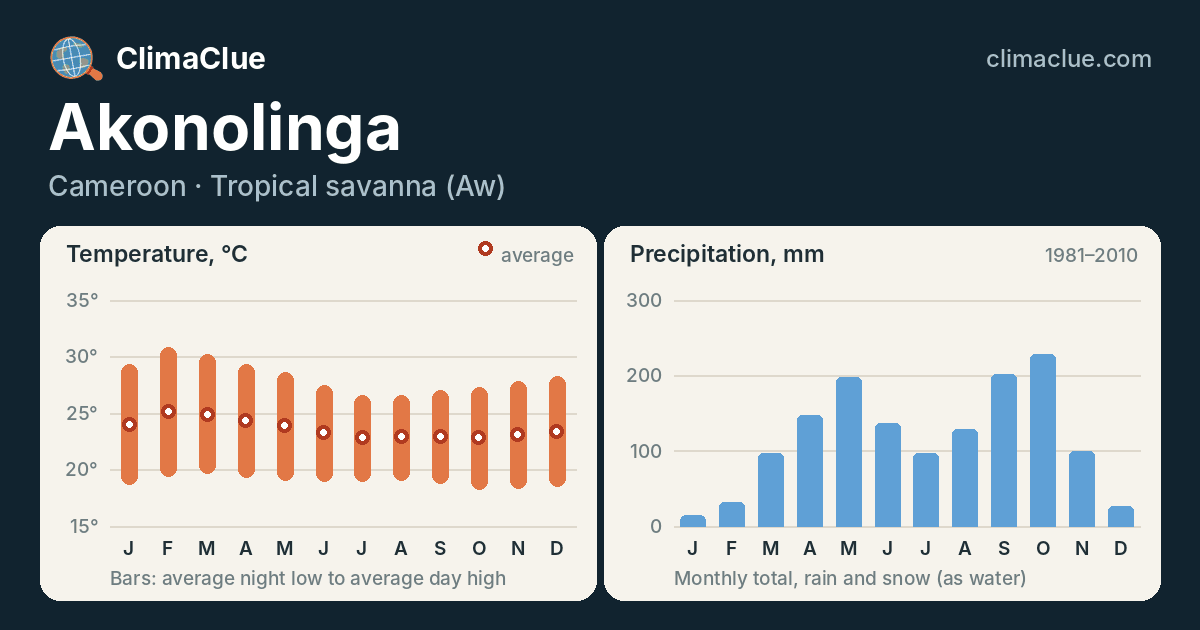 ClimaClue
climaclue.com
Akonolinga
Cameroon · Tropical savanna (Aw)
Temperature, °C
average
35°
30°
25°
20°
15°
J F M A M J J A S O N D
Bars: average night low to average day high
Precipitation, mm
1981–2010
300
200
100
0
J F M A M J J A S O N D
Monthly total, rain and snow (as water)